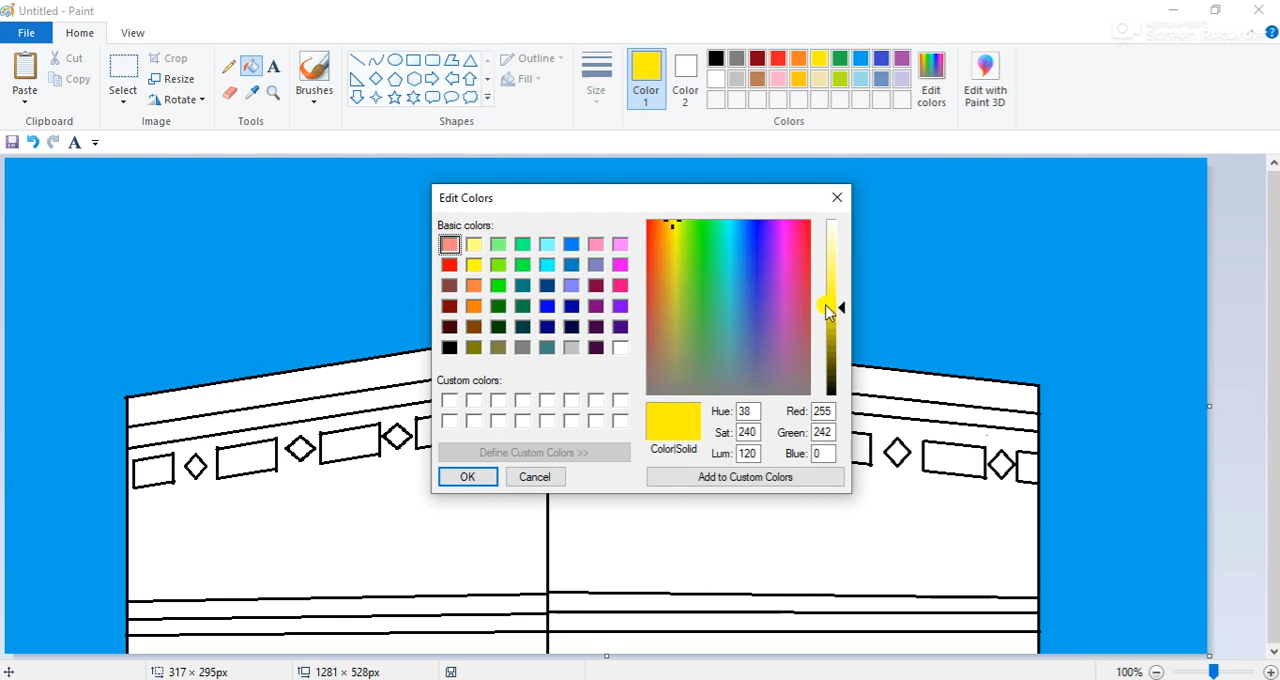 Untitled - Paint
File Home View
Paste Cut Copy
Clipboard
Select Crop Resize Rotate
Image
Tools
Brushes
Outline Fill
Shapes
Size
Color 1 Color 2
Edit colors
Colors
Edit with Paint 3D
Edit Colors
Basic colors:
Custom colors:
Define Custom Colors >>
OK Cancel
Color|Solid
Hue: 38 Red: 255
Sat: 240 Green: 242
Lum: 120 Blue: 0
Add to Custom Colors
317 × 295px 1281 × 528px 100%